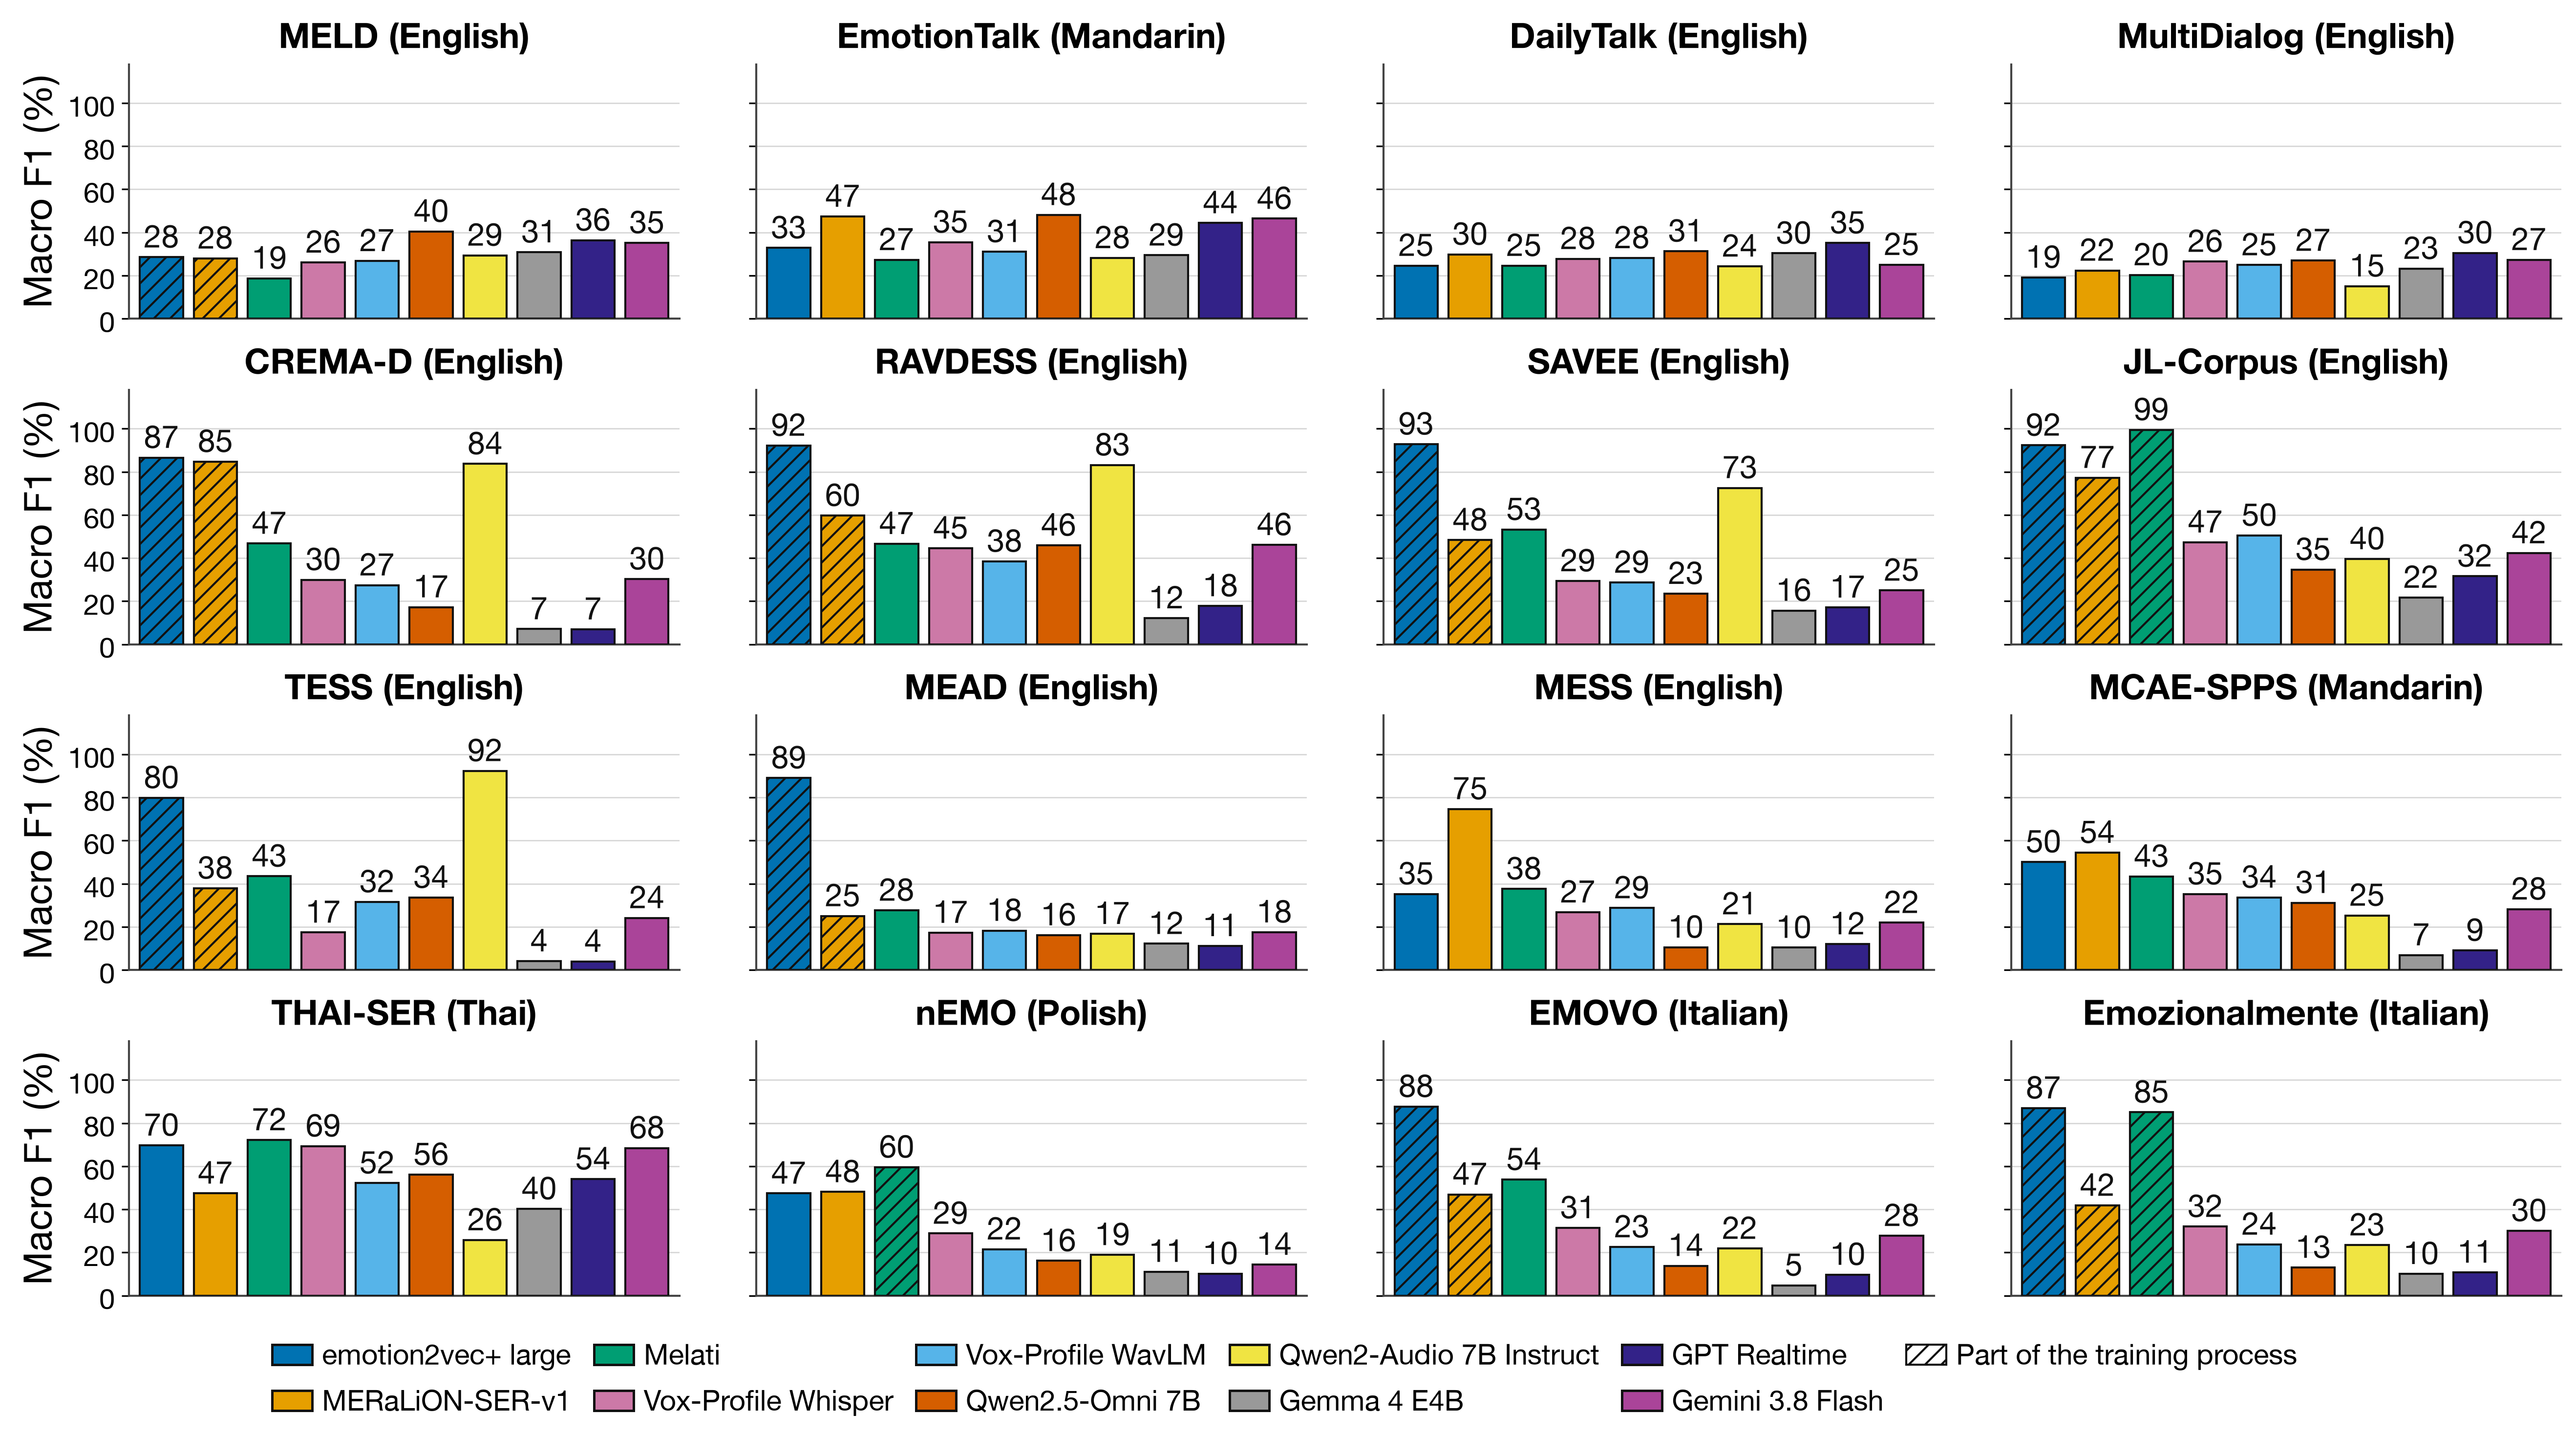 MELD (English)
EmotionTalk (Mandarin)
DailyTalk (English)
MultiDialog (English)
Macro F1 (%)
100
80
60
40
20
0
28 28 19 26 27 40 29 31 36 35
33 47 27 35 31 48 28 29 44 46
25 30 25 28 28 31 24 30 35 25
19 22 20 26 25 27 15 23 30 27
CREMA-D (English)
RAVDESS (English)
SAVEE (English)
JL-Corpus (English)
Macro F1 (%)
100
80
60
40
20
0
87 85 47 30 27 17 84 7 7 30
92 60 47 45 38 46 83 12 18 46
93 48 53 29 29 23 73 16 17 25
92 77 99 47 50 35 40 22 32 42
TESS (English)
MEAD (English)
MESS (English)
MCAE-SPPS (Mandarin)
Macro F1 (%)
100
80
60
40
20
0
80 38 43 17 32 34 92 4 4 24
89 25 28 17 18 16 17 12 11 18
35 75 38 27 29 10 21 10 12 22
50 54 43 35 34 31 25 7 9 28
THAI-SER (Thai)
nEMO (Polish)
EMOVO (Italian)
Emozionalmente (Italian)
Macro F1 (%)
100
80
60
40
20
0
70 47 72 69 52 56 26 40 54 68
47 48 60 29 22 16 19 11 10 14
88 47 54 31 23 14 22 5 10 28
87 42 85 32 24 13 23 10 11 30
emotion2vec+ large
Melati
Vox-Profile WavLM
Qwen2-Audio 7B Instruct
GPT Realtime
Part of the training process
MERaLiON-SER-v1
Vox-Profile Whisper
Qwen2.5-Omni 7B
Gemma 4 E4B
Gemini 3.8 Flash